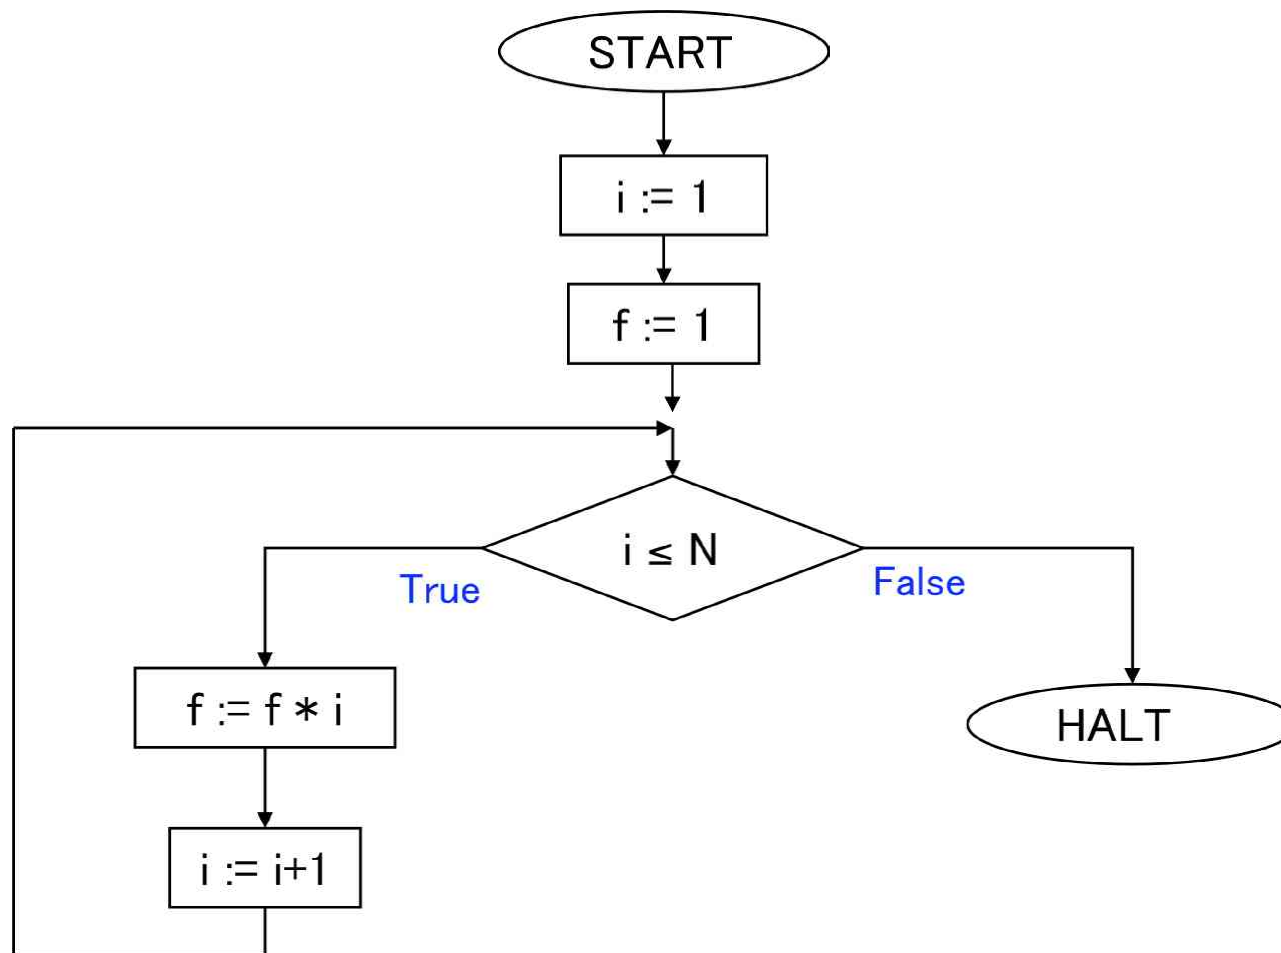 START
i := 1
f := 1
i ≤ N
True
False
f := f * i
HALT
i := i+1